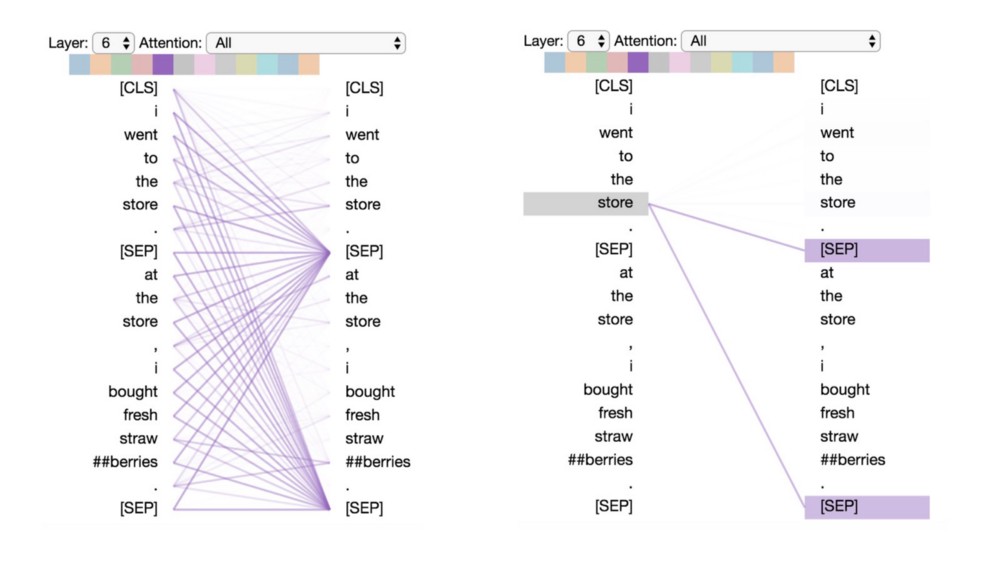 Layer: 6 Attention: All
[CLS] [CLS]
i i
went went
to to
the the
store store
. .
[SEP] [SEP]
at at
the the
store store
, ,
i i
bought bought
fresh fresh
straw straw
##berries ##berries
. .
[SEP] [SEP]
Layer: 6 Attention: All
[CLS] [CLS]
i i
went went
to to
the the
store store
. .
[SEP] [SEP]
at at
the the
store store
, ,
i i
bought bought
fresh fresh
straw straw
##berries ##berries
. .
[SEP] [SEP]